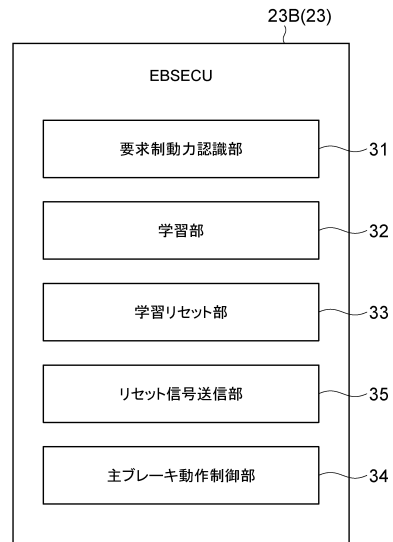 23B(23)
EBSECU
要求制動力認識部
31
学習部
32
学習リセット部
33
リセット信号送信部
35
主ブレーキ動作制御部
34